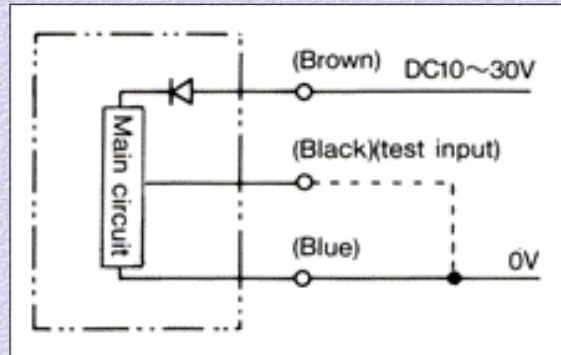 (Brown)
DC10～30V
Main circuit
(Black)(test input)
(Blue)
0V